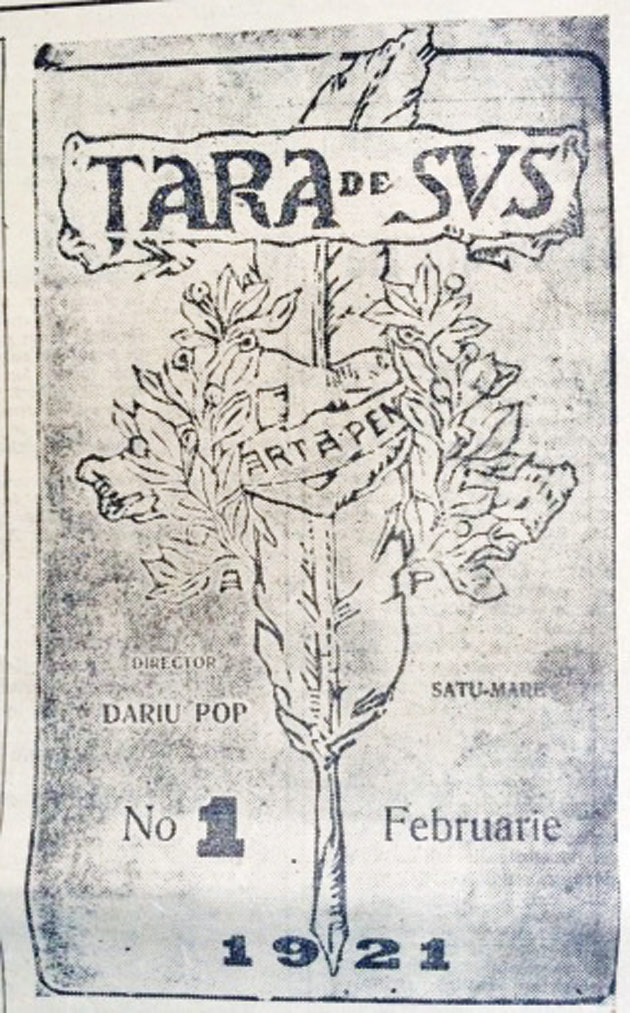 TARA DE SVS
ARTA·PEN
A P
DIRECTOR
DARIU POP
SATU-MARE
No 1 Februarie
1921